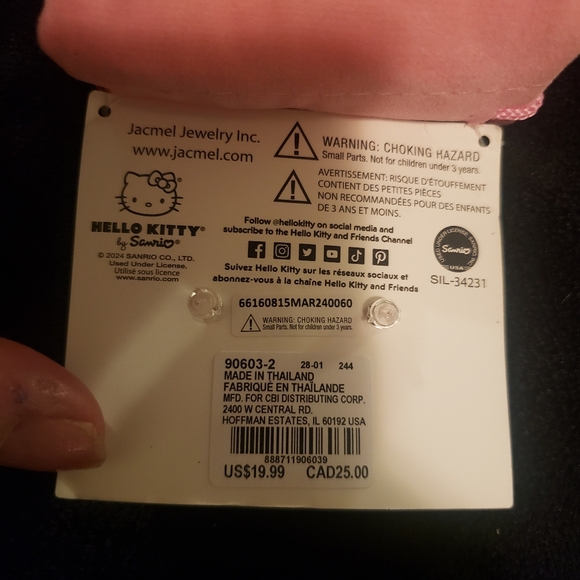 Jacmel Jewelry Inc.
www.jacmel.com
WARNING: CHOKING HAZARD
Small Parts. Not for children under 3 years.
AVERTISSEMENT: RISQUE D'ÉTOUFFEMENT
CONTIENT DES PETITES PIÈCES
NON RECOMMANDÉES POUR DES ENFANTS
DE 3 ANS ET MOINS.
HELLO KITTY®
by Sanrio®
© 2024 SANRIO CO., LTD.
Used Under License.
Utilisé sous licence
www.sanrio.com
Follow @hellokitty on social media and
subscribe to the Hello Kitty and Friends Channel
Suivez Hello Kitty sur les réseaux sociaux et
abonnez-vous à la chaîne Hello Kitty and Friends
Sanrio
USA
SIL-34231
66160815MAR240060
WARNING: CHOKING HAZARD
Small Parts. Not for children under 3 years.
90603-2 28-01 244
MADE IN THAILAND
FABRIQUÉ EN THAÏLANDE
MFD. FOR CBI DISTRIBUTING CORP.
2400 W CENTRAL RD.
HOFFMAN ESTATES, IL 60192 USA
888711906039
US$19.99 CAD25.00